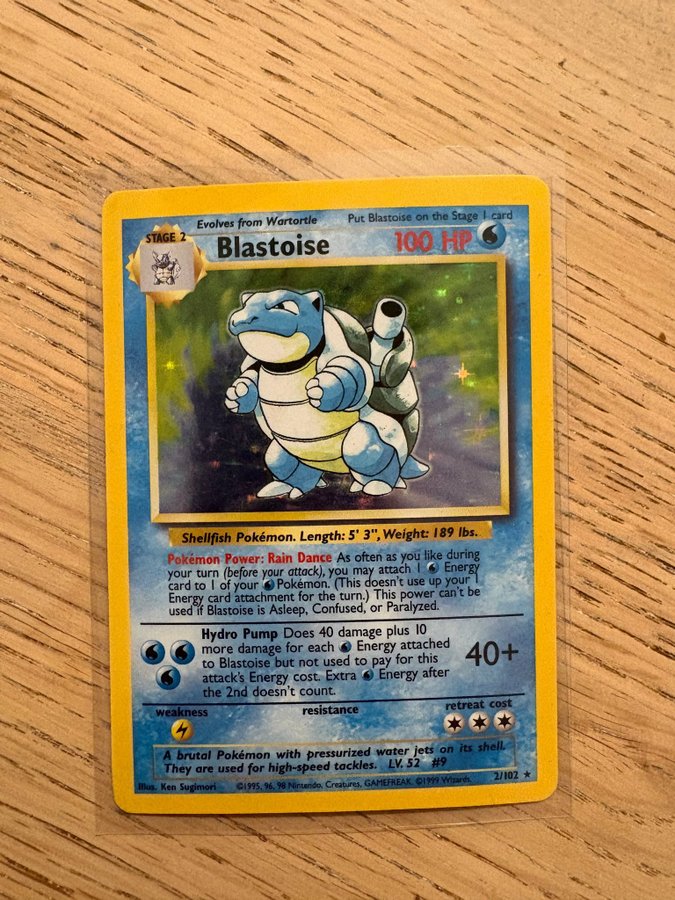 Evolves from Wartortle Put Blastoise on the Stage 1 card
STAGE 2 Blastoise 100 HP
Shellfish Pokémon. Length: 5' 3", Weight: 189 lbs.
Pokémon Power: Rain Dance As often as you like during
your turn (before your attack), you may attach 1 Energy
card to 1 of your Pokémon. (This doesn't use up your 1
Energy card attachment for the turn.) This power can't be
used if Blastoise is Asleep, Confused, or Paralyzed.
Hydro Pump Does 40 damage plus 10
more damage for each Energy attached
to Blastoise but not used to pay for this
attack's Energy cost. Extra Energy after
the 2nd doesn't count.
40+
weakness resistance retreat cost
A brutal Pokémon with pressurized water jets on its shell.
They are used for high-speed tackles. LV. 52 #9
Illus. Ken Sugimori ©1995, 96, 98 Nintendo, Creatures, GAMEFREAK. ©1999 Wizards. 2/102 ★